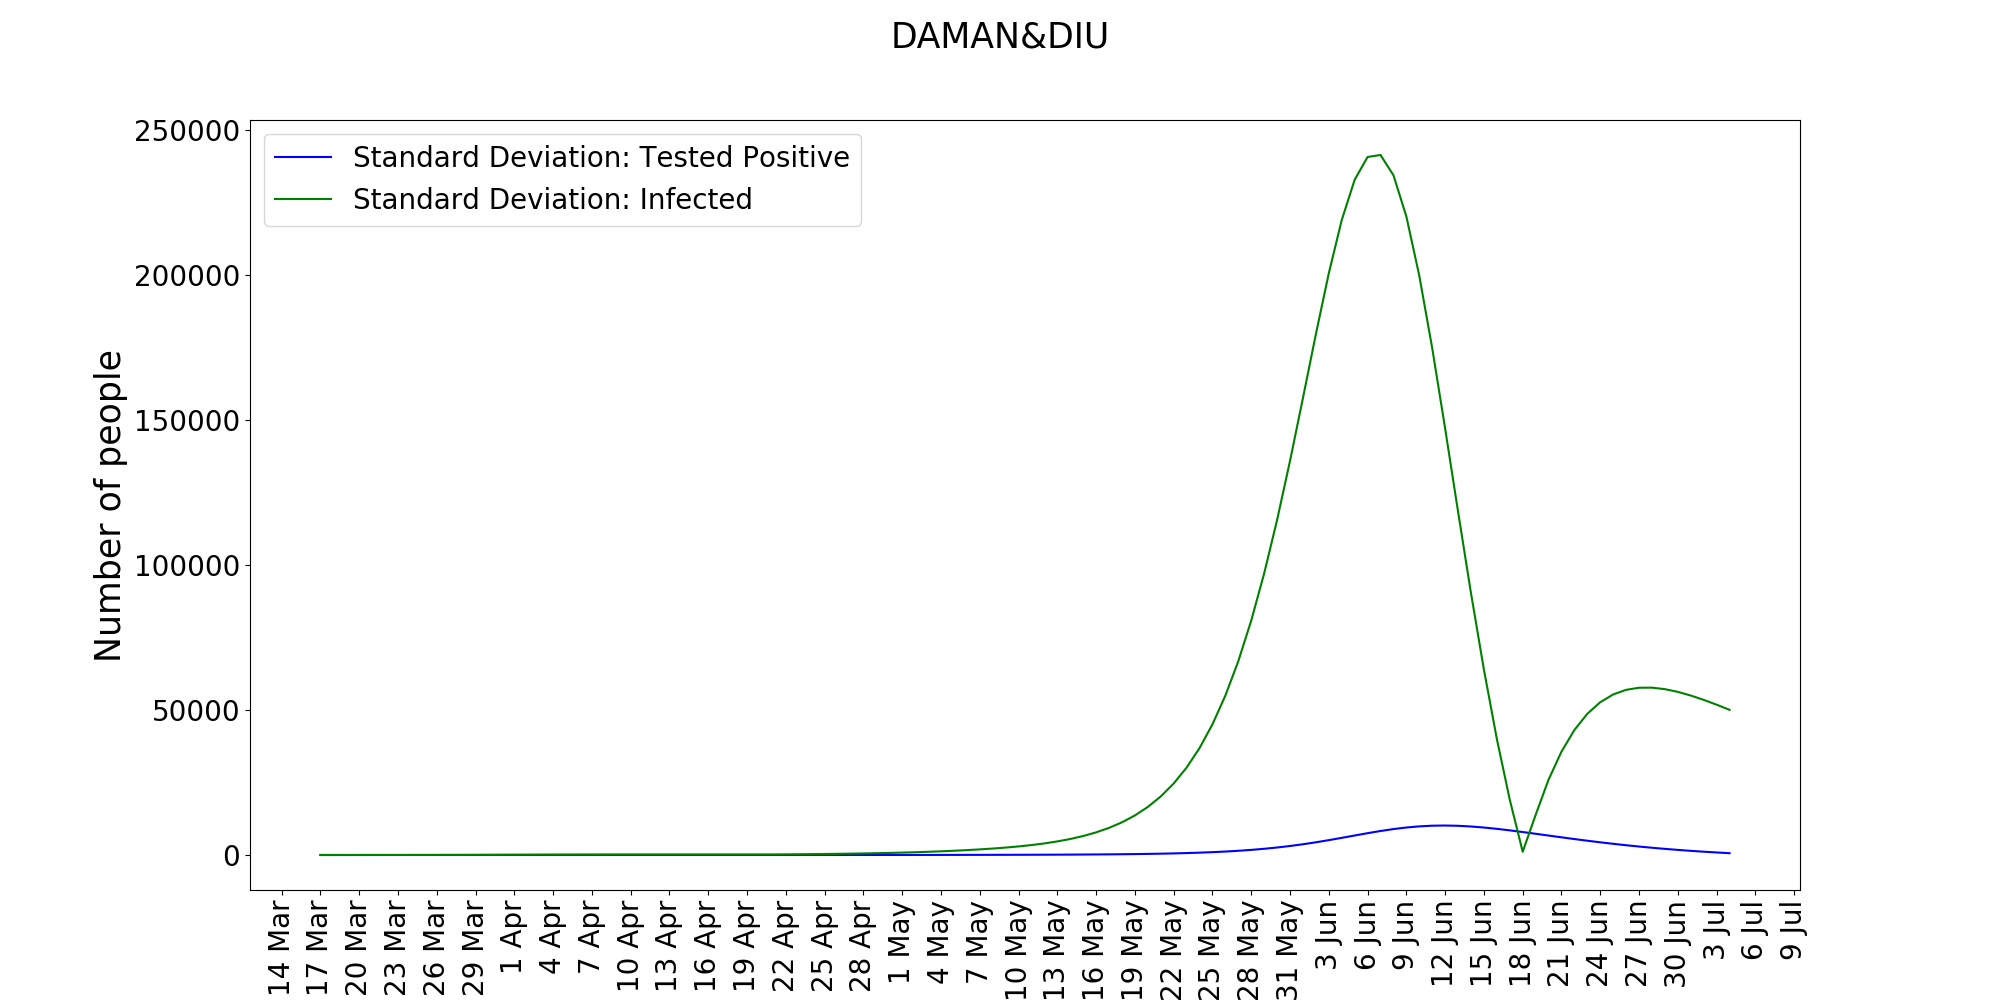 DAMAN&DIU
Number of people
250000
200000
150000
100000
50000
0
Standard Deviation: Tested Positive
Standard Deviation: Infected
14 Mar
17 Mar
20 Mar
23 Mar
26 Mar
29 Mar
1 Apr
4 Apr
7 Apr
10 Apr
13 Apr
16 Apr
19 Apr
22 Apr
25 Apr
28 Apr
1 May
4 May
7 May
10 May
13 May
16 May
19 May
22 May
25 May
28 May
31 May
3 Jun
6 Jun
9 Jun
12 Jun
15 Jun
18 Jun
21 Jun
24 Jun
27 Jun
30 Jun
3 Jul
6 Jul
9 Jul